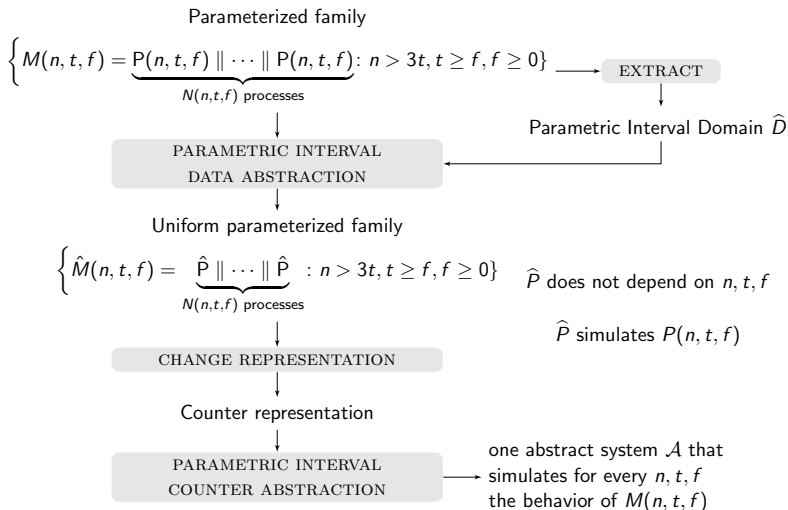 Parameterized family
{M(n, t, f) = P(n, t, f) ∥ ⋯ ∥ P(n, t, f) : n > 3t, t ≥ f, f ≥ 0}
N(n,t,f) processes
EXTRACT
Parametric Interval Domain D̂
PARAMETRIC INTERVAL
DATA ABSTRACTION
Uniform parameterized family
{M̂(n, t, f) = P̂ ∥ ⋯ ∥ P̂ : n > 3t, t ≥ f, f ≥ 0}
N(n,t,f) processes
P̂ does not depend on n, t, f
P̂ simulates P(n, t, f)
CHANGE REPRESENTATION
Counter representation
PARAMETRIC INTERVAL
COUNTER ABSTRACTION
one abstract system 𝒜 that
simulates for every n, t, f
the behavior of M(n, t, f)